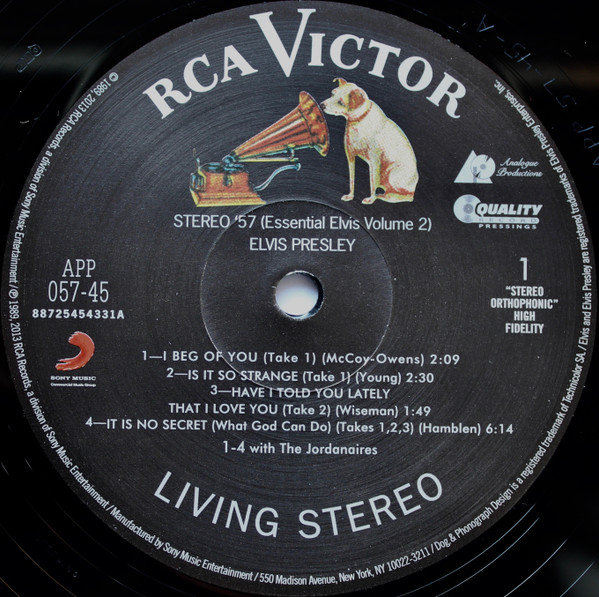 RCA VICTOR
Analogue
Productions
QUALITY
RECORD
PRESSINGS
STEREO '57 (Essential Elvis Volume 2)
ELVIS PRESLEY
APP
057-45
88725454331A
1
"STEREO
ORTHOPHONIC"
HIGH
FIDELITY
SONY MUSIC
Commercial Music Group
1—I BEG OF YOU (Take 1) (McCoy-Owens) 2:09
2—IS IT SO STRANGE (Take 1) (Young) 2:30
3—HAVE I TOLD YOU LATELY
THAT I LOVE YOU (Take 2) (Wiseman) 1:49
4—IT IS NO SECRET (What God Can Do) (Takes 1,2,3) (Hamblen) 6:14
1-4 with The Jordanaires
LIVING STEREO
© 1989, 2013 RCA Records, a division of Sony Music Entertainment / ℗ 1989, 2013 RCA Records, a division of Sony Music Entertainment / Manufactured by Sony Music Entertainment / 550 Madison Avenue, New York, NY, 10022-3211 / Dog & Phonograph Design is a registered trademark of Technicolor SA / Elvis and Elvis Presley are registered trademarks of Elvis Presley Enterprises, Inc.